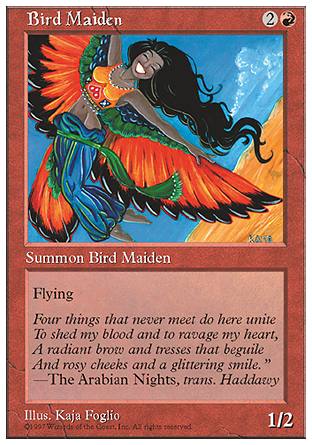 Bird Maiden 2
Summon Bird Maiden
Flying
Four things that never meet do here unite
To shed my blood and to ravage my heart,
A radiant brow and tresses that beguile
And rosy cheeks and a glittering smile."
—The Arabian Nights, trans. Haddawy
Illus. Kaja Foglio
©1997 Wizards of the Coast, Inc. All rights reserved.
1/2